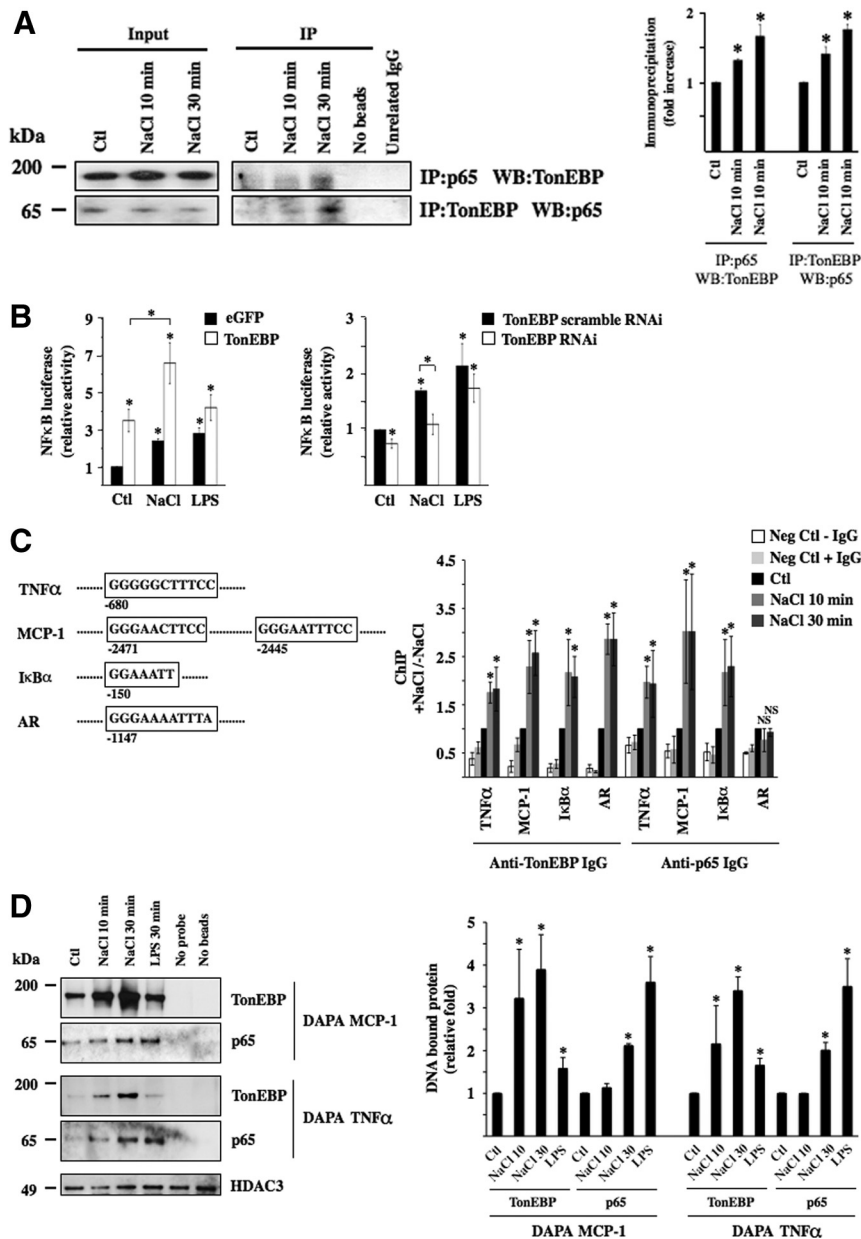 A
Input
IP
kDa
Ctl
NaCl 10 min
NaCl 30 min
Ctl
NaCl 10 min
NaCl 30 min
No beads
Unrelated IgG
200
65
IP:p65 WB:TonEBP
IP:TonEBP WB:p65
Immunoprecipitation
(fold increase)
2
1
* * * *
Ctl
NaCl 10 min
NaCl 10 min
Ctl
NaCl 10 min
NaCl 10 min
IP:p65
WB:TonEBP
IP:TonEBP
WB:p65
B
NFκB luciferase
(relative activity)
9
7
5
3
1
eGFP
TonEBP
* * * * * *
Ctl NaCl LPS
NFκB luciferase
(relative activity)
3
2
1
TonEBP scramble RNAi
TonEBP RNAi
* * * * *
Ctl NaCl LPS
C
TNFα ........ GGGGGCTTTCC ........
-680
MCP-1 ........ GGGAACTTCC ........ GGGAATTTCC ........
-2471 -2445
IκBα ........ GGAAATT ........
-150
AR ........ GGGAAAATTTA ........
-1147
ChIP
+NaCl/-NaCl
4.5
3.5
2.5
1.5
0.5
Neg Ctl - IgG
Neg Ctl + IgG
Ctl
NaCl 10 min
NaCl 30 min
* * * * * * * * * * * * * * NS NS
TNFα
MCP-1
IκBα
AR
TNFα
MCP-1
IκBα
AR
Anti-TonEBP IgG
Anti-p65 IgG
D
kDa
Ctl
NaCl 10 min
NaCl 30 min
LPS 30 min
No probe
No beads
200
TonEBP
65
p65
DAPA MCP-1
200
TonEBP
65
p65
DAPA TNFα
49
HDAC3
DNA bound protein
(relative fold)
5
4
3
2
1
* * * * * * * * * *
Ctl
NaCl 10
NaCl 30
LPS
Ctl
NaCl 10
NaCl 30
LPS
Ctl
NaCl 10
NaCl 30
LPS
Ctl
NaCl 10
NaCl 30
LPS
TonEBP p65 TonEBP p65
DAPA MCP-1 DAPA TNFα